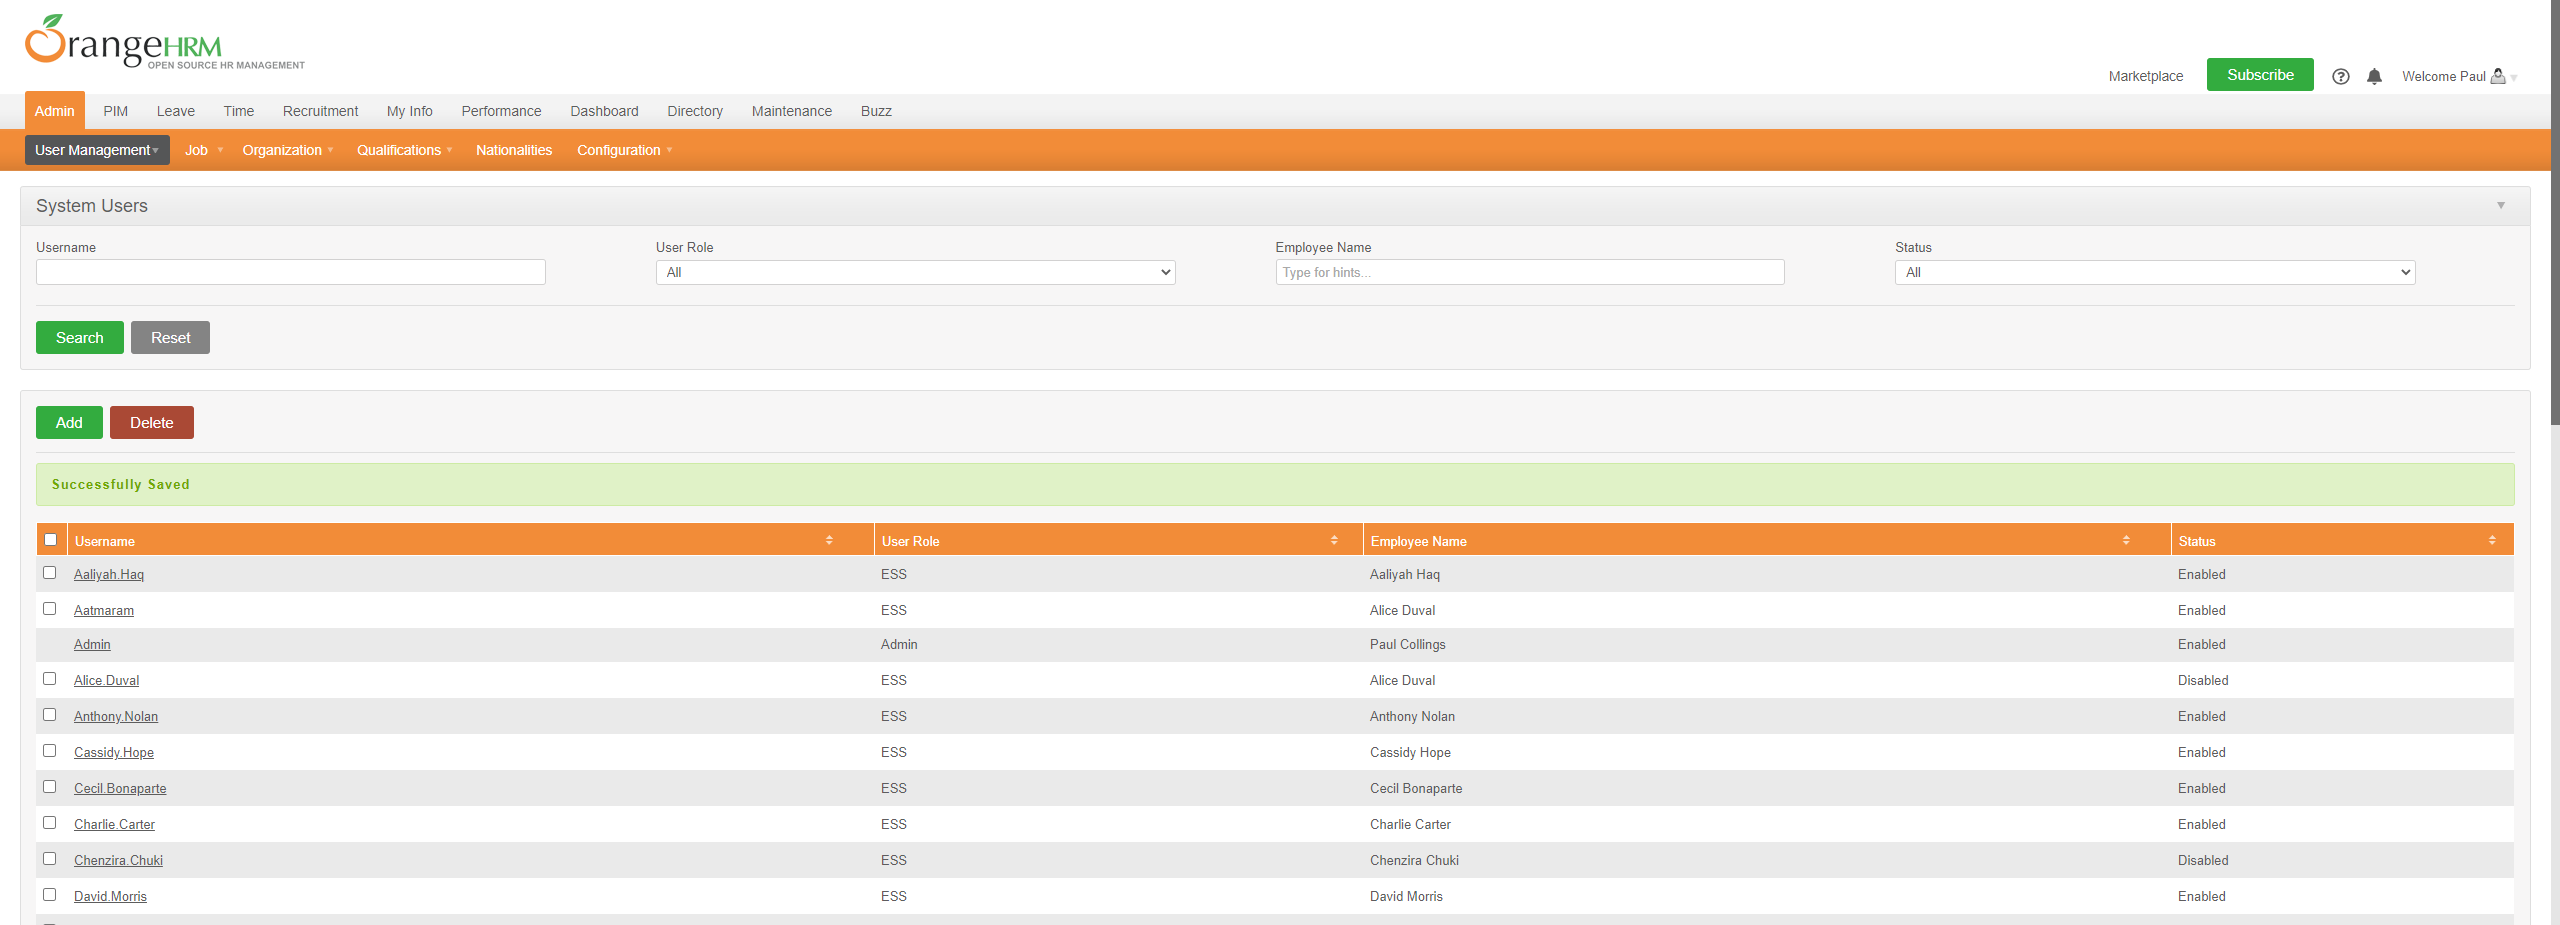 OrangeHRM
OPEN SOURCE HR MANAGEMENT
Marketplace Subscribe Welcome Paul
Admin PIM Leave Time Recruitment My Info Performance Dashboard Directory Maintenance Buzz
User Management Job Organization Qualifications Nationalities Configuration
System Users
Username User Role Employee Name Status
All Type for hints... All
Search Reset
Add Delete
Successfully Saved
Username User Role Employee Name Status
Aaliyah.Haq ESS Aaliyah Haq Enabled
Aatmaram ESS Alice Duval Enabled
Admin Admin Paul Collings Enabled
Alice.Duval ESS Alice Duval Disabled
Anthony.Nolan ESS Anthony Nolan Enabled
Cassidy.Hope ESS Cassidy Hope Enabled
Cecil.Bonaparte ESS Cecil Bonaparte Enabled
Charlie.Carter ESS Charlie Carter Enabled
Chenzira.Chuki ESS Chenzira Chuki Disabled
David.Morris ESS David Morris Enabled